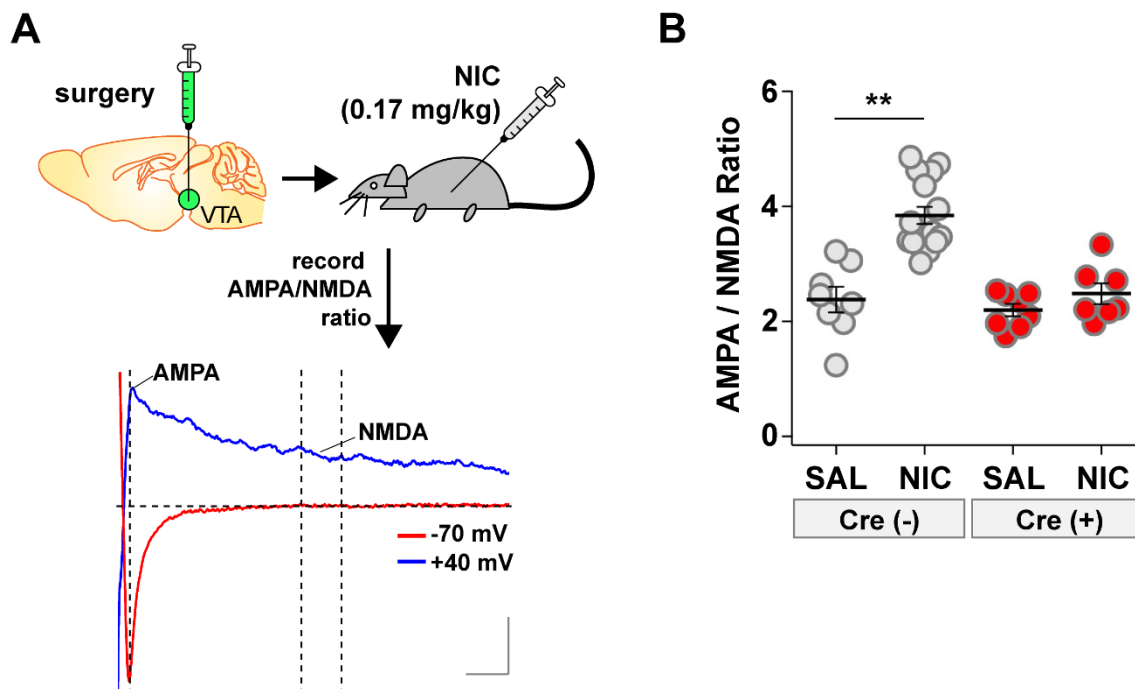 A
surgery
VTA
NIC
(0.17 mg/kg)
record
AMPA/NMDA
ratio
AMPA
NMDA
-70 mV
+40 mV
B
AMPA / NMDA Ratio
6
4
2
0
**
SAL NIC SAL NIC
Cre (-) Cre (+)